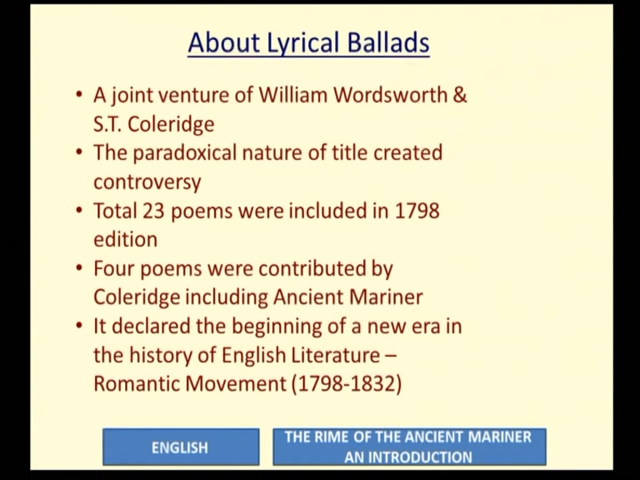 About Lyrical Ballads
• A joint venture of William Wordsworth &
S.T. Coleridge
• The paradoxical nature of title created
controversy
• Total 23 poems were included in 1798
edition
• Four poems were contributed by
Coleridge including Ancient Mariner
• It declared the beginning of a new era in
the history of English Literature –
Romantic Movement (1798-1832)
ENGLISH
THE RIME OF THE ANCIENT MARINER
AN INTRODUCTION